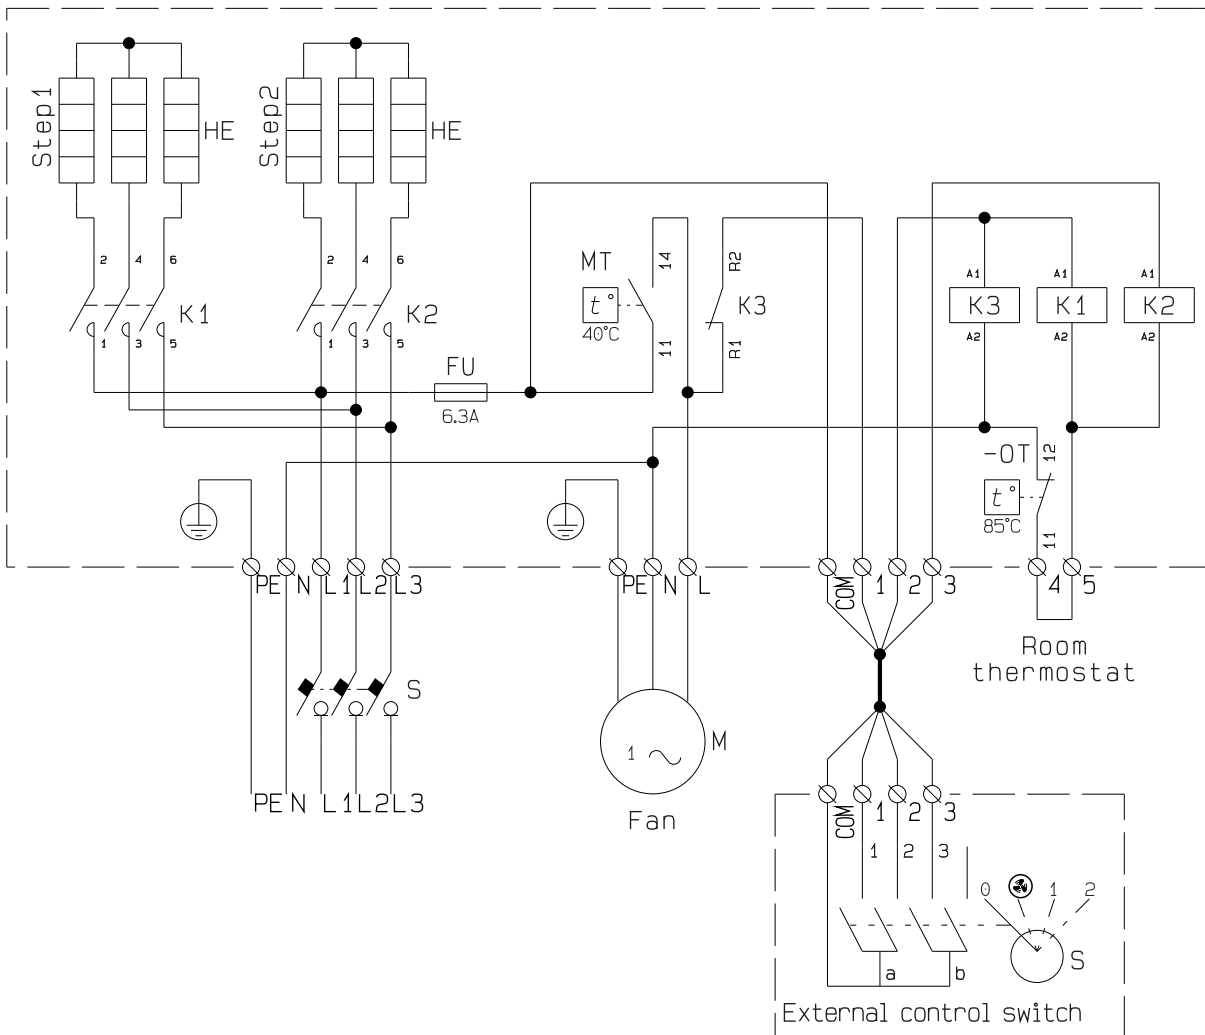 Step1
HE
Step2
HE
2 4 6
K1
1 3 5
2 4 6
K2
1 3 5
FU
6.3A
MT
t°
40°C
14
11
R2
K3
R1
A1
K3
A2
A1
K1
A2
A1
K2
A2
-OT
t°
85°C
12
11
PE N L1 L2 L3
PE N L
COM 1 2 3
4 5
Room
thermostat
S
PE N L1 L2 L3
1
M
Fan
COM 1 2 3
1 2 3
0 1 2
S
a b
External control switch